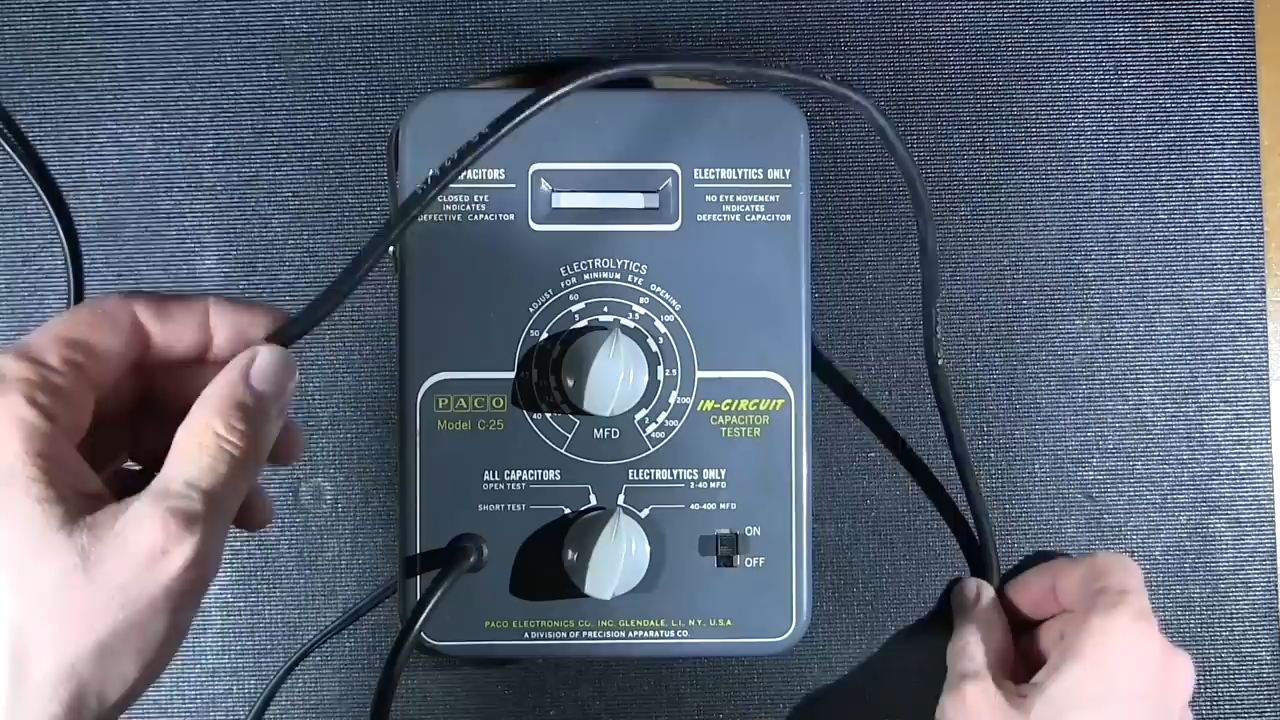 CAPACITORS
CLOSED EYE
INDICATES
DEFECTIVE CAPACITOR
ELECTROLYTICS ONLY
NO EYE MOVEMENT
INDICATES
DEFECTIVE CAPACITOR
ELECTROLYTICS
ADJUST FOR MINIMUM EYE OPENING
60 80
5 4 3.5 100
50 3
2.5
200
40 2 300
400
MFD
PACO
Model C-25
IN-CIRCUIT
CAPACITOR
TESTER
ALL CAPACITORS
OPEN TEST
SHORT TEST
ELECTROLYTICS ONLY
2-40 MFD
40-400 MFD
ON
OFF
PACO ELECTRONICS CO., INC. GLENDALE, L.I., N.Y., U.S.A
A DIVISION OF PRECISION APPARATUS CO.